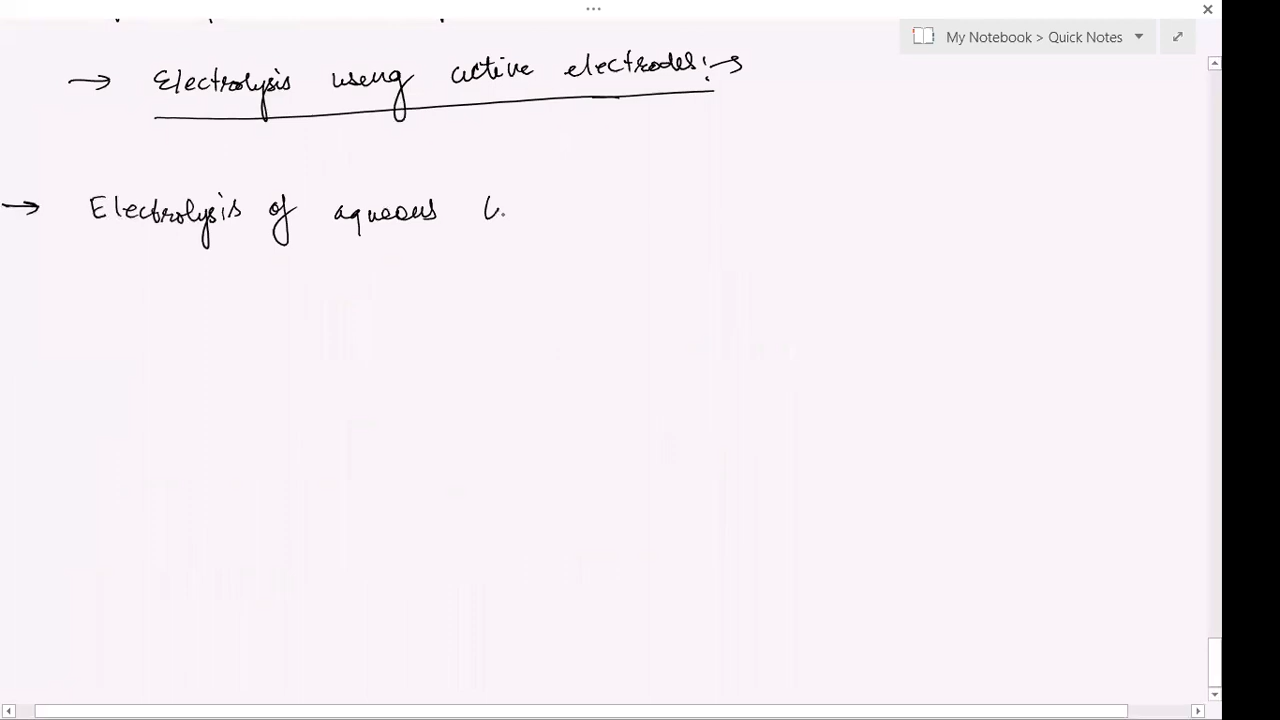 ...
My Notebook > Quick Notes
→ Electrolysis using active electrodes:→
→ Electrolysis of aqueous